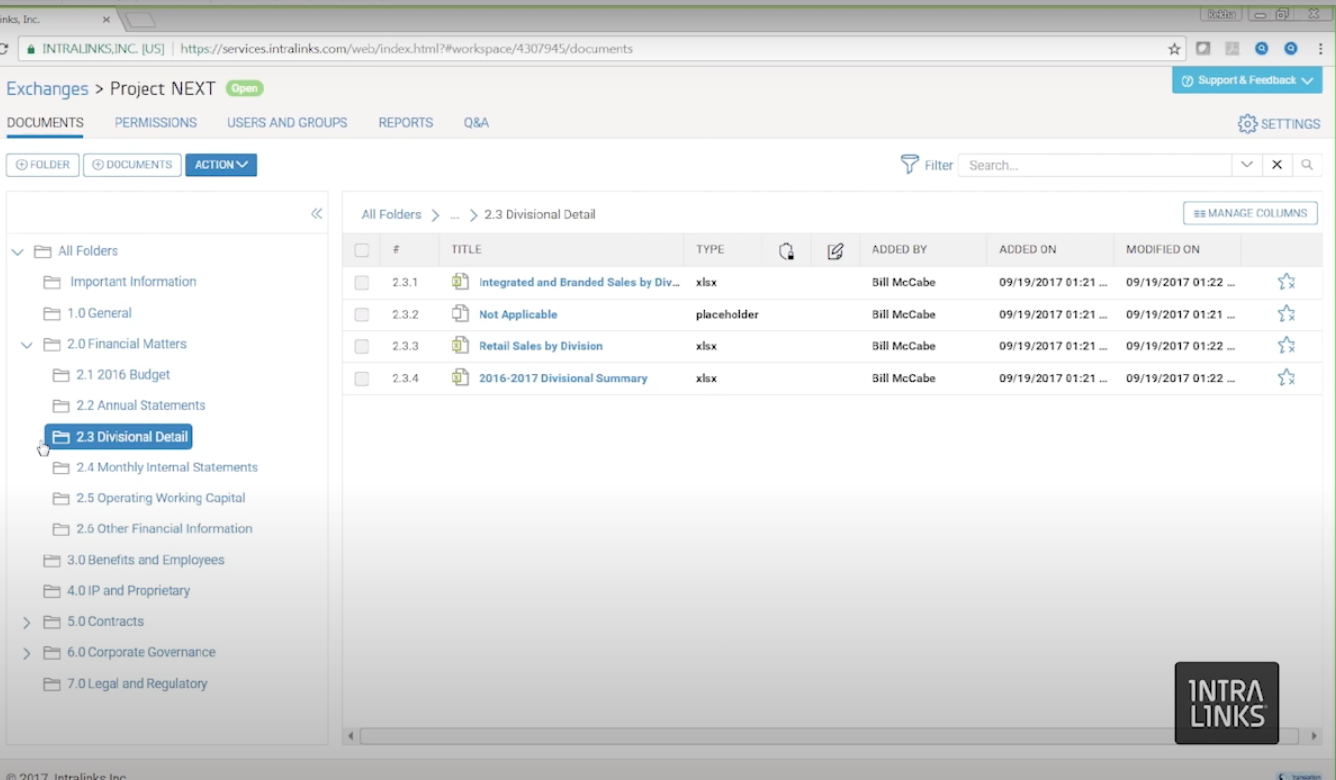 inks, Inc.
Rekha
INTRALINKS,INC. [US] | https://services.intralinks.com/web/index.html?#workspace/4307945/documents
Exchanges > Project NEXT Open
Support & Feedback
DOCUMENTS PERMISSIONS USERS AND GROUPS REPORTS Q&A SETTINGS
FOLDER DOCUMENTS ACTION Filter Search...
All Folders > ... > 2.3 Divisional Detail MANAGE COLUMNS
All Folders
Important Information
1.0 General
2.0 Financial Matters
2.1 2016 Budget
2.2 Annual Statements
2.3 Divisional Detail
2.4 Monthly Internal Statements
2.5 Operating Working Capital
2.6 Other Financial Information
3.0 Benefits and Employees
4.0 IP and Proprietary
5.0 Contracts
6.0 Corporate Governance
7.0 Legal and Regulatory
# TITLE TYPE ADDED BY ADDED ON MODIFIED ON
2.3.1 Integrated and Branded Sales by Div... xlsx Bill McCabe 09/19/2017 01:21 ... 09/19/2017 01:22 ...
2.3.2 Not Applicable placeholder Bill McCabe 09/19/2017 01:21 ... 09/19/2017 01:21 ...
2.3.3 Retail Sales by Division xlsx Bill McCabe 09/19/2017 01:21 ... 09/19/2017 01:22 ...
2.3.4 2016-2017 Divisional Summary xlsx Bill McCabe 09/19/2017 01:21 ... 09/19/2017 01:22 ...
INTRA
LINKS
© 2017, Intralinks Inc.